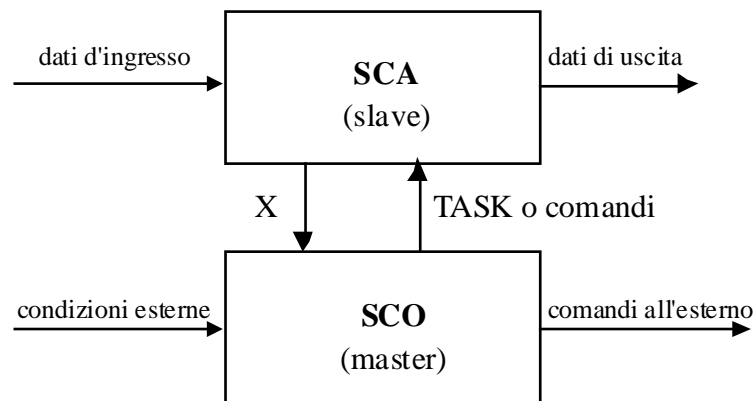 dati d'ingresso
SCA
(slave)
dati di uscita
X
TASK o comandi
condizioni esterne
SCO
(master)
comandi all'esterno